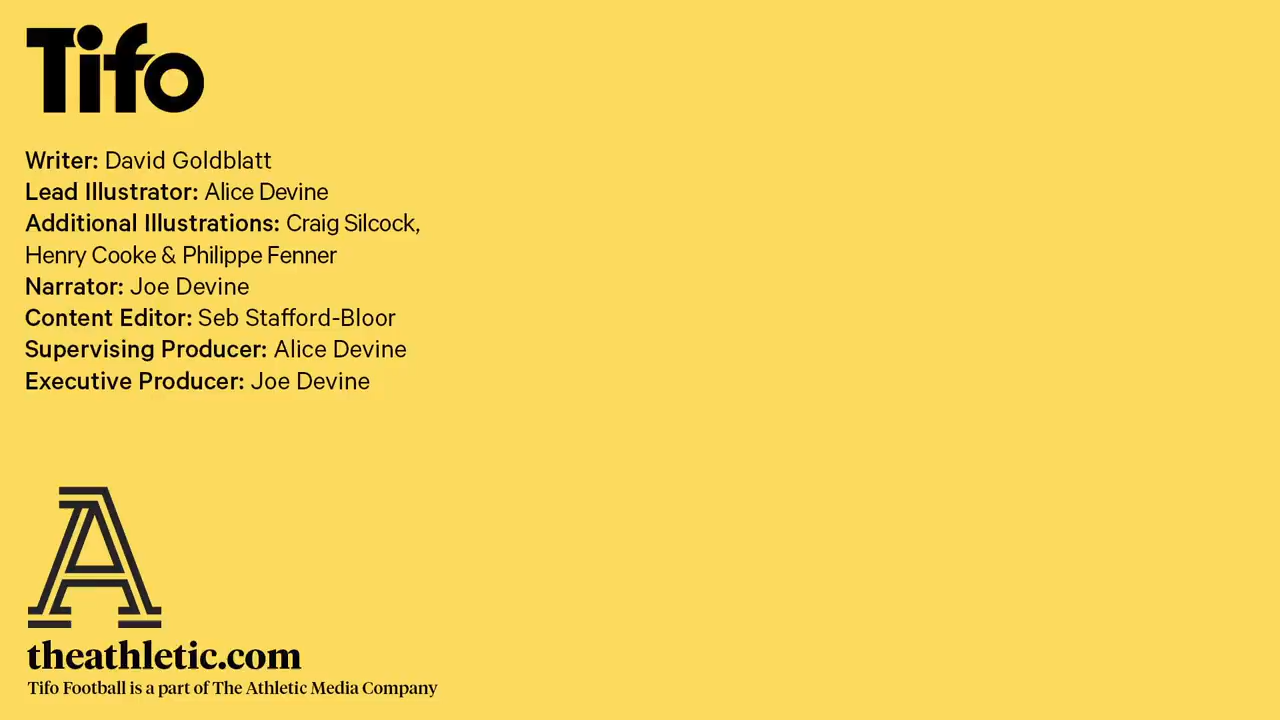 Tifo
Writer: David Goldblatt
Lead Illustrator: Alice Devine
Additional Illustrations: Craig Silcock,
Henry Cooke & Philippe Fenner
Narrator: Joe Devine
Content Editor: Seb Stafford-Bloor
Supervising Producer: Alice Devine
Executive Producer: Joe Devine
A
theathletic.com
Tifo Football is a part of The Athletic Media Company